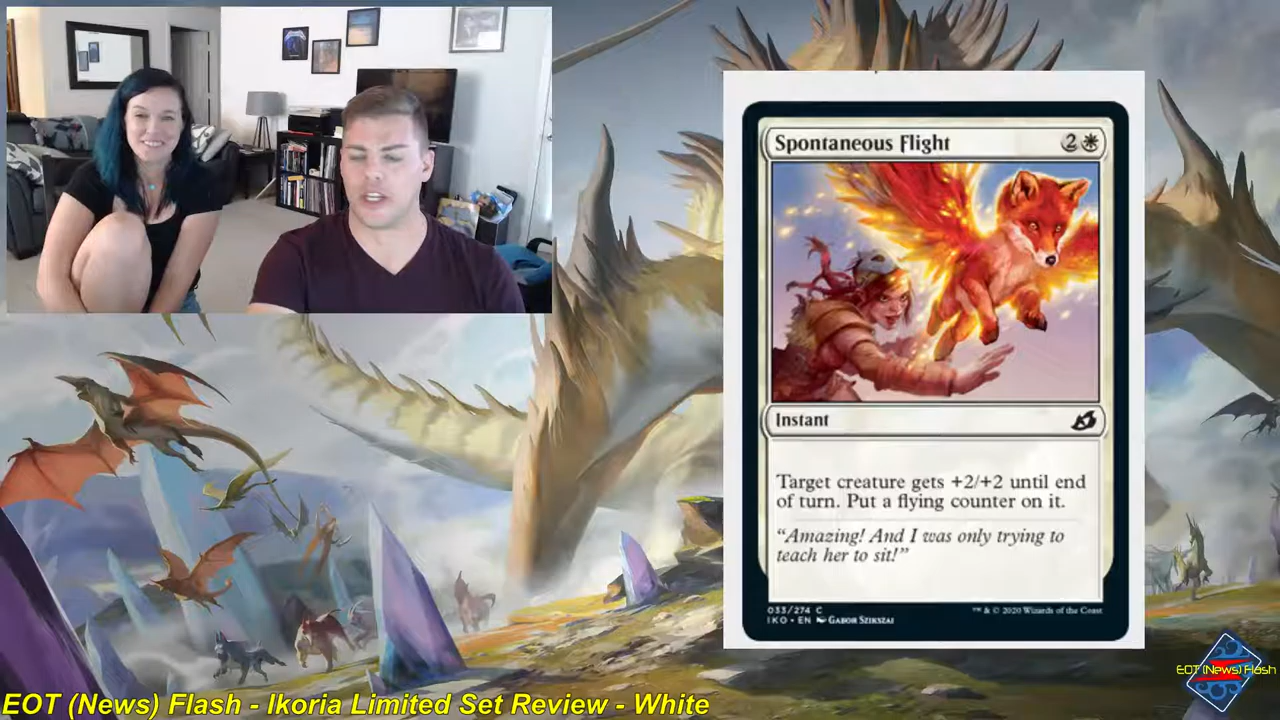 Spontaneous Flight 2
Instant
Target creature gets +2/+2 until end
of turn. Put a flying counter on it.
“Amazing! And I was only trying to
teach her to sit!”
033/274 C
IKO • EN GABOR SZIKSZAI
™ & © 2020 Wizards of the Coast
EOT (News) Flash
EOT (News) Flash - Ikoria Limited Set Review - White